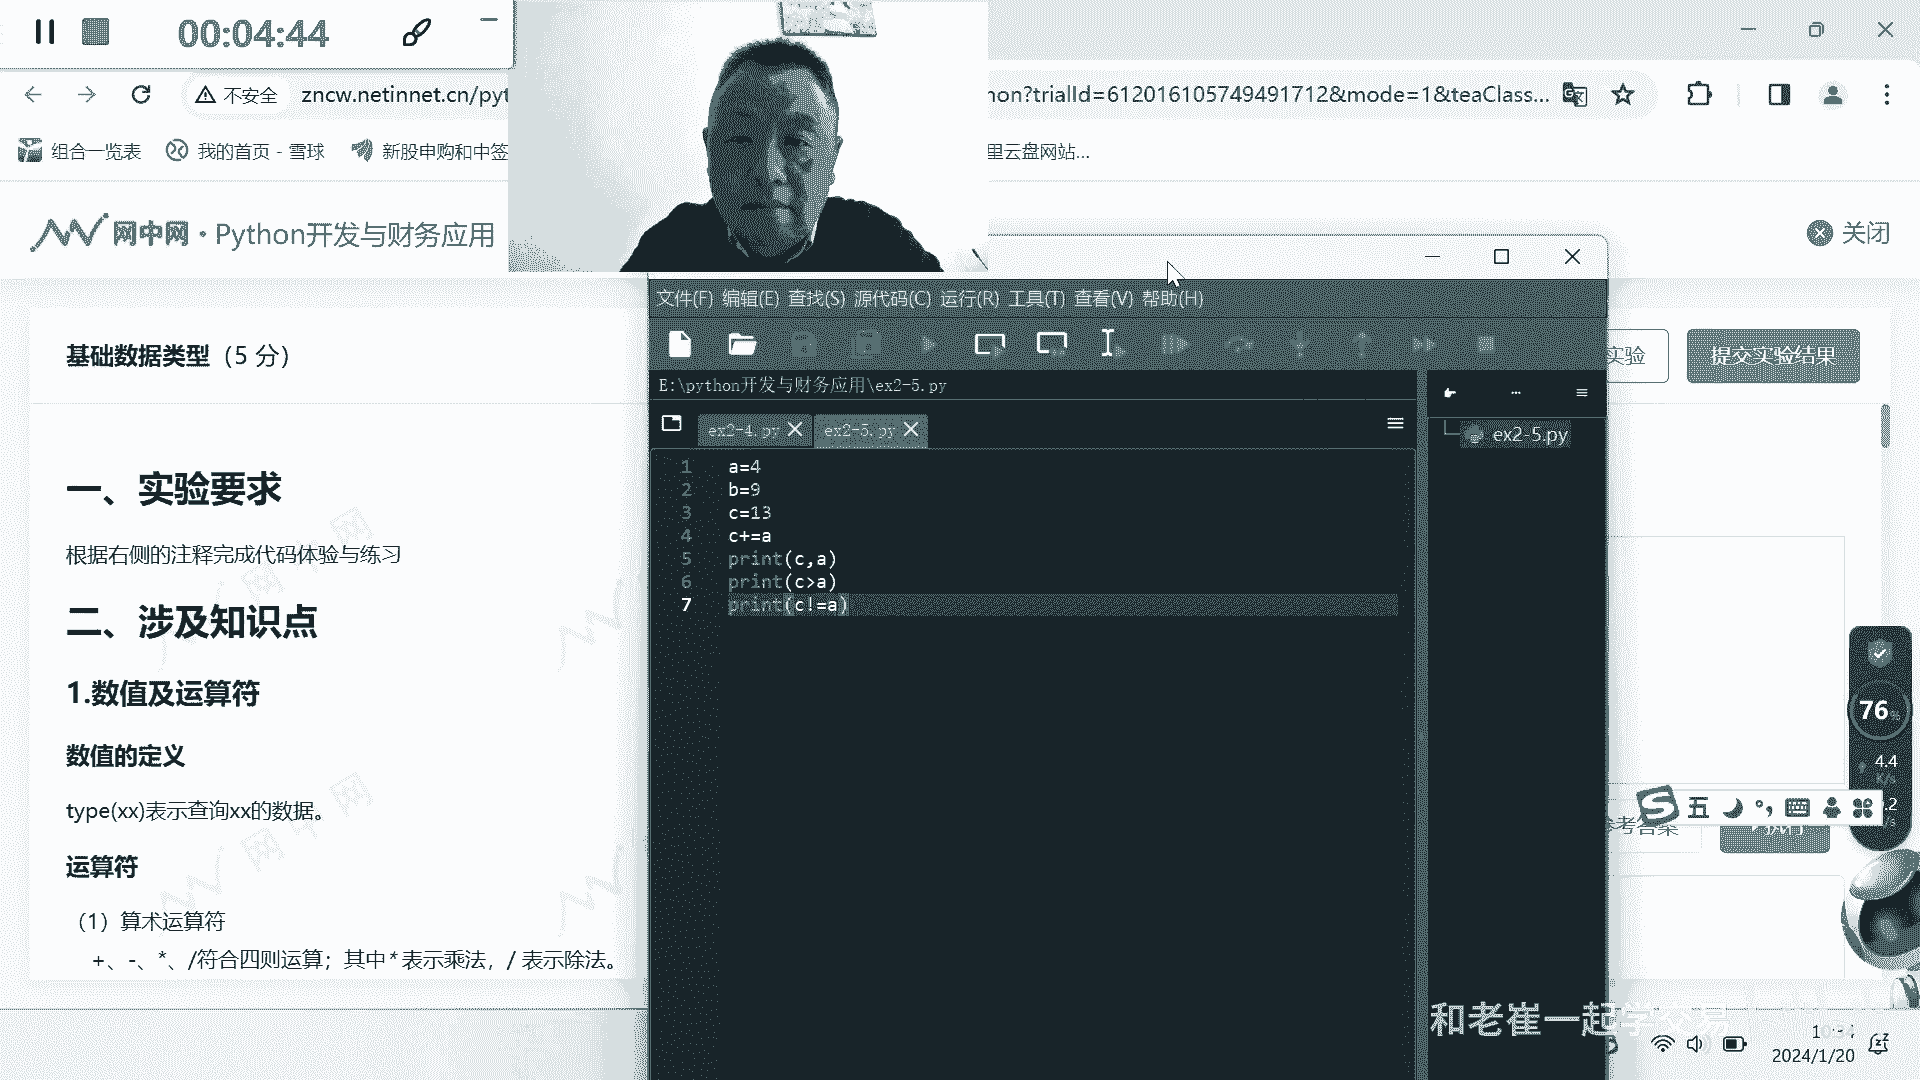 00:04:44
不安全
zncw.netinnet.cn/pyt
hon?trialId=612016105749491712&mode=1&teaClass...
组合一览表
我的首页 - 雪球
新股申购和中签
里云盘网站...
网中网·Python开发与财务应用
关闭
基础数据类型（5 分）
实验
提交实验结果
一、实验要求
根据右侧的注释完成代码体验与练习
二、涉及知识点
1.数值及运算符
数值的定义
type(xx)表示查询xx的数据。
运算符
（1）算术运算符
+、-、*、/符合四则运算；其中*表示乘法，/ 表示除法。
网中网
网中网
文件(F) 编辑(E) 查找(S) 源代码(C) 运行(R) 工具(T) 查看(V) 帮助(H)
E:\python开发与财务应用\ex2-5.py
ex2-4.py
ex2-5.py
ex2-5.py
1 a=4
2 b=9
3 c=13
4 c+=a
5 print(c,a)
6 print(c>a)
7 print(c!=a)
76%
4.4
K/s
五
参考答案
执行
和老崔一起学交易
2024/1/20